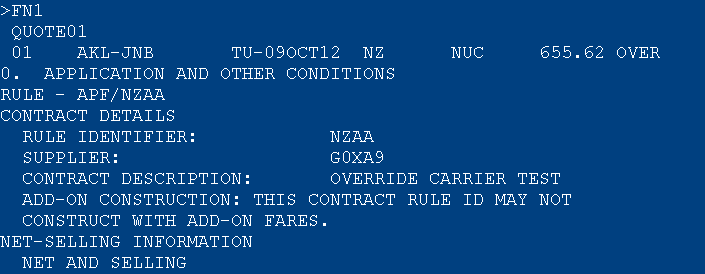 >FN1
QUOTE01
01 AKL-JNB TU-09OCT12 NZ NUC 655.62 OVER
0. APPLICATION AND OTHER CONDITIONS
RULE - APF/NZAA
CONTRACT DETAILS
RULE IDENTIFIER: NZAA
SUPPLIER: G0XA9
CONTRACT DESCRIPTION: OVERRIDE CARRIER TEST
ADD-ON CONSTRUCTION: THIS CONTRACT RULE ID MAY NOT
CONSTRUCT WITH ADD-ON FARES.
NET-SELLING INFORMATION
NET AND SELLING